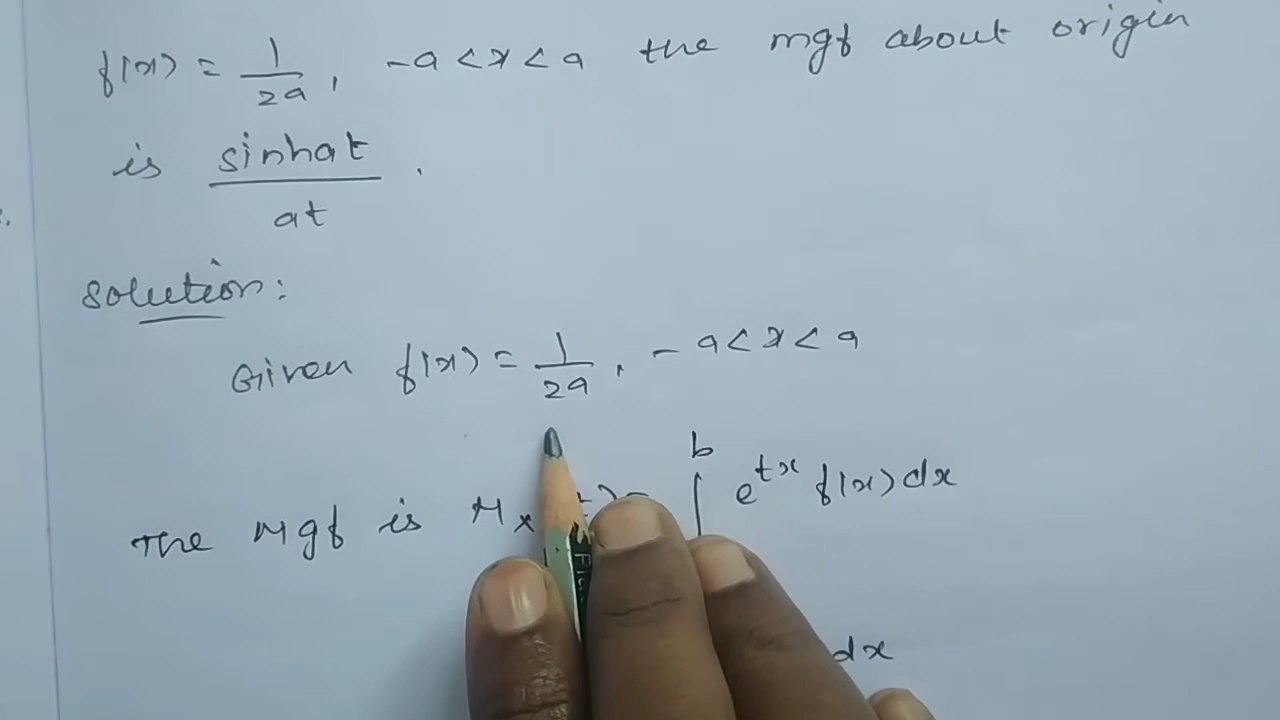 f(x) = 1/2a, -a < x < a the mgf about origin
is sinhat/at.
Solution:
Given f(x) = 1/2a, -a < x < a
b
The Mgf is Mx t) = ∫ e^tx f(x) dx
dx